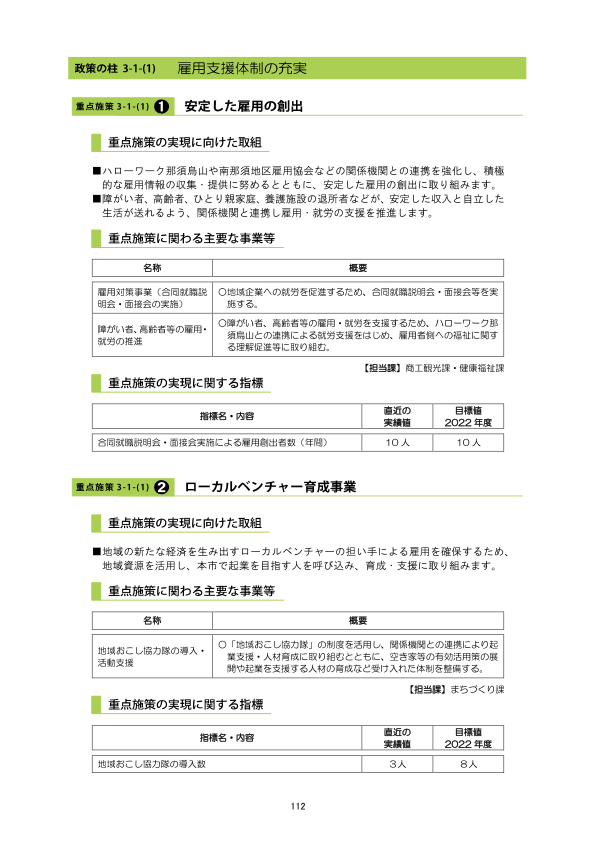 政策の柱 3-1-(1) 雇用支援体制の充実
重点施策 3-1-(1) ❶ 安定した雇用の創出
重点施策の実現に向けた取組
■ハローワーク那須烏山や南那須地区雇用協会などの関係機関との連携を強化し、積極
的な雇用情報の収集・提供に努めるとともに、安定した雇用の創出に取り組みます。
■障がい者、高齢者、ひとり親家庭、養護施設の退所者などが、安定した収入と自立した
生活が送れるよう、関係機関と連携し雇用・就労の支援を推進します。
重点施策に関わる主要な事業等
名称 概要
雇用対策事業（合同就職説 〇地域企業への就労を促進するため、合同就職説明会・面接会等を実
明会・面接会の実施） 施する。
障がい者、高齢者等の雇用・ 〇障がい者、高齢者等の雇用・就労を支援するため、ハローワーク那
就労の推進 須烏山との連携による就労支援をはじめ、雇用者側への福祉に関す
る理解促進等に取り組む。
【担当課】商工観光課・健康福祉課
重点施策の実現に関する指標
指標名・内容 直近の 目標値
実績値 2022 年度
合同就職説明会・面接会実施による雇用創出者数（年間） 10 人 10 人
重点施策 3-1-(1) ❷ ローカルベンチャー育成事業
重点施策の実現に向けた取組
■地域の新たな経済を生み出すローカルベンチャーの担い手による雇用を確保するため、
地域資源を活用し、本市で起業を目指す人を呼び込み、育成・支援に取り組みます。
重点施策に関わる主要な事業等
名称 概要
地域おこし協力隊の導入・ 〇「地域おこし協力隊」の制度を活用し、関係機関との連携により起
活動支援 業支援・人材育成に取り組むとともに、空き家等の有効活用策の展
開や起業を支援する人材の育成など受け入れた体制を整備する。
【担当課】まちづくり課
重点施策の実現に関する指標
指標名・内容 直近の 目標値
実績値 2022 年度
地域おこし協力隊の導入数 3人 8人
112